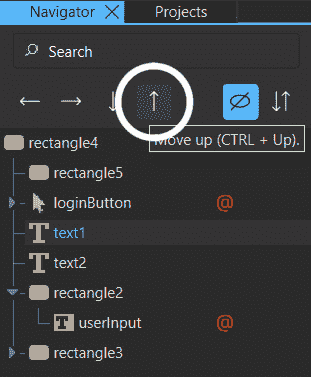 Navigator Projects
Search
Move up (CTRL + Up).
rectangle4
rectangle5
loginButton @
text1
text2
rectangle2
userInput @
rectangle3